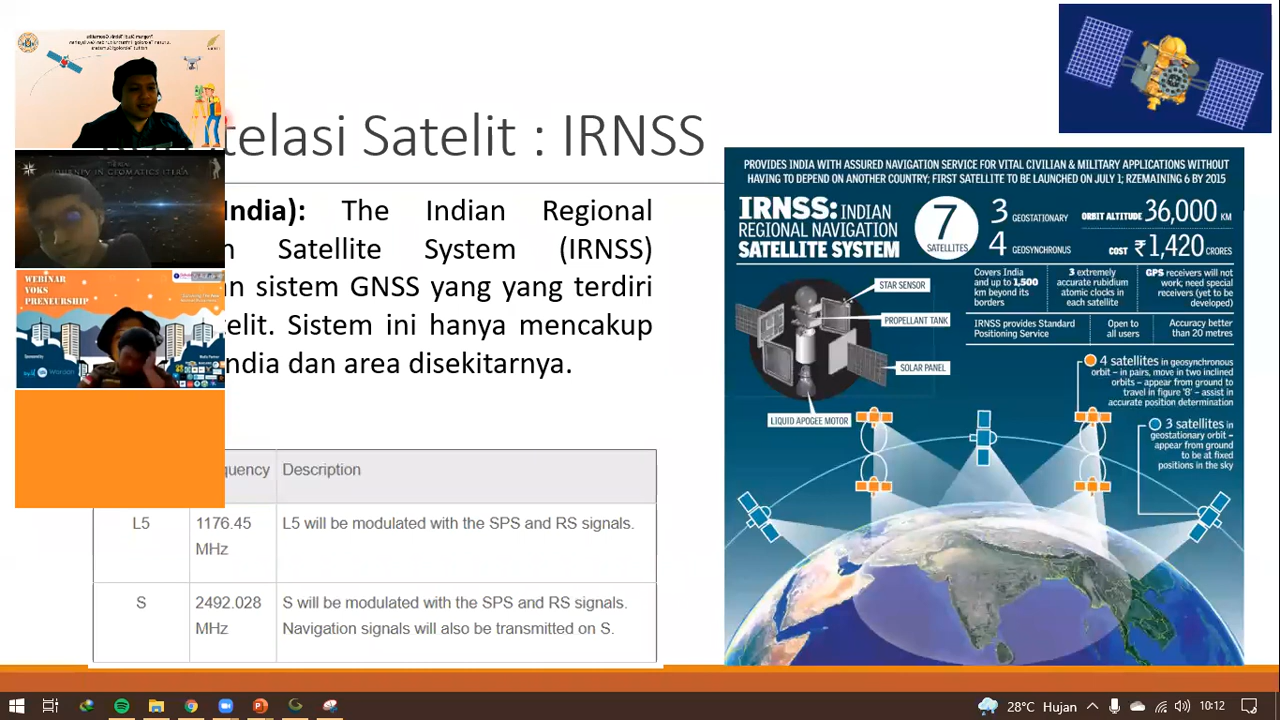 telasi Satelit : IRNSS
India): The Indian Regional
n Satellite System (IRNSS)
n sistem GNSS yang yang terdiri
elit. Sistem ini hanya mencakup
ndia dan area disekitarnya.
quency Description
L5 1176.45 MHz L5 will be modulated with the SPS and RS signals.
S 2492.028 MHz S will be modulated with the SPS and RS signals.
Navigation signals will also be transmitted on S.
JOURNEY IN GEOMATICS ITERA
WEBINAR
VOKS
PRENEURSHIP
PROVIDES INDIA WITH ASSURED NAVIGATION SERVICE FOR VITAL CIVILIAN & MILITARY APPLICATIONS WITHOUT
HAVING TO DEPEND ON ANOTHER COUNTRY; FIRST SATELLITE TO BE LAUNCHED ON JULY 1; RZEMAINING 6 BY 2015
IRNSS: INDIAN
REGIONAL NAVIGATION
SATELLITE SYSTEM
7
SATELLITES
3 GEOSTATIONARY
4 GEOSYNCHRONUS
ORBIT ALTITUDE 36,000 KM
COST ₹1,420 CRORES
Covers India
and up to 1,500
km beyond its
borders
3 extremely
accurate rubidium
atomic clocks in
each satellite
GPS receivers will not
work, need special
receivers (yet to be
developed)
IRNSS provides Standard
Positioning Service
Open to
all users
Accuracy better
than 20 metres
STAR SENSOR
PROPELLANT TANK
SOLAR PANEL
LIQUID APOGEE MOTOR
4 satellites in geosynchronous
orbit – in pairs, move in two inclined
orbits – appear from ground to
travel in figure '8' – assist in
accurate position determination
3 satellites in
geostationary orbit –
appear from ground
to be at fixed
positions in the sky
28°C Hujan
10:12